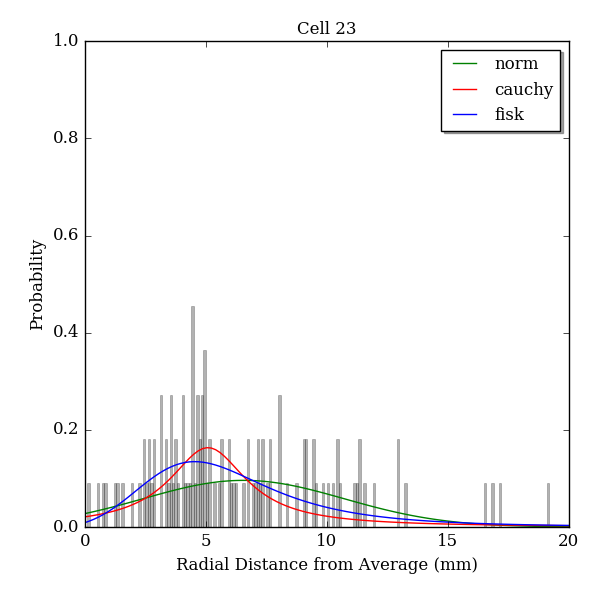 Cell 23
1.0
0.8
0.6
0.4
0.2
0.0
Probability
norm
cauchy
fisk
0 5 10 15 20
Radial Distance from Average (mm)